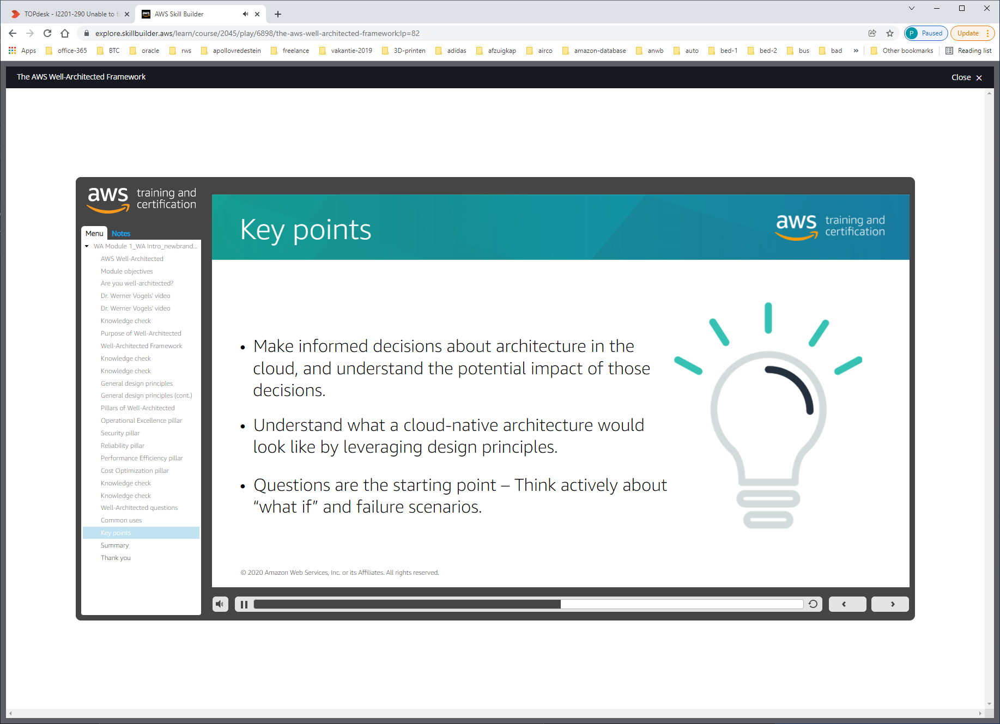 TOPdesk - I2201-290 Unable to fi
AWS Skill Builder
explore.skillbuilder.aws/learn/course/2045/play/6898/the-aws-well-architected-framework;lp=82
P Paused
Update
Apps office-365 BTC oracle rws apollovredestein freelance vakantie-2019 3D-printen adidas afzuigkap airco amazon-database anwb auto bed-1 bed-2 bus bad » Other bookmarks Reading list
The AWS Well-Architected Framework
Close
aws training and
certification
Menu Notes
WA Module 1_WA Intro_newbrand...
AWS Well-Architected
Module objectives
Are you well-architected?
Dr. Werner Vogels' video
Dr. Werner Vogels' video
Knowledge check
Purpose of Well-Architected
Well-Architected Framework
Knowledge check
Knowledge check
General design principles
General design principles (cont.)
Pillars of Well-Architected
Operational Excellence pillar
Security pillar
Reliability pillar
Performance Efficiency pillar
Cost Optimization pillar
Knowledge check
Knowledge check
Well-Architected questions
Common uses
Key points
Summary
Thank you
Key points
aws training and
certification
• Make informed decisions about architecture in the
cloud, and understand the potential impact of those
decisions.
• Understand what a cloud-native architecture would
look like by leveraging design principles.
• Questions are the starting point – Think actively about
“what if” and failure scenarios.
© 2020 Amazon Web Services, Inc. or its Affiliates. All rights reserved.